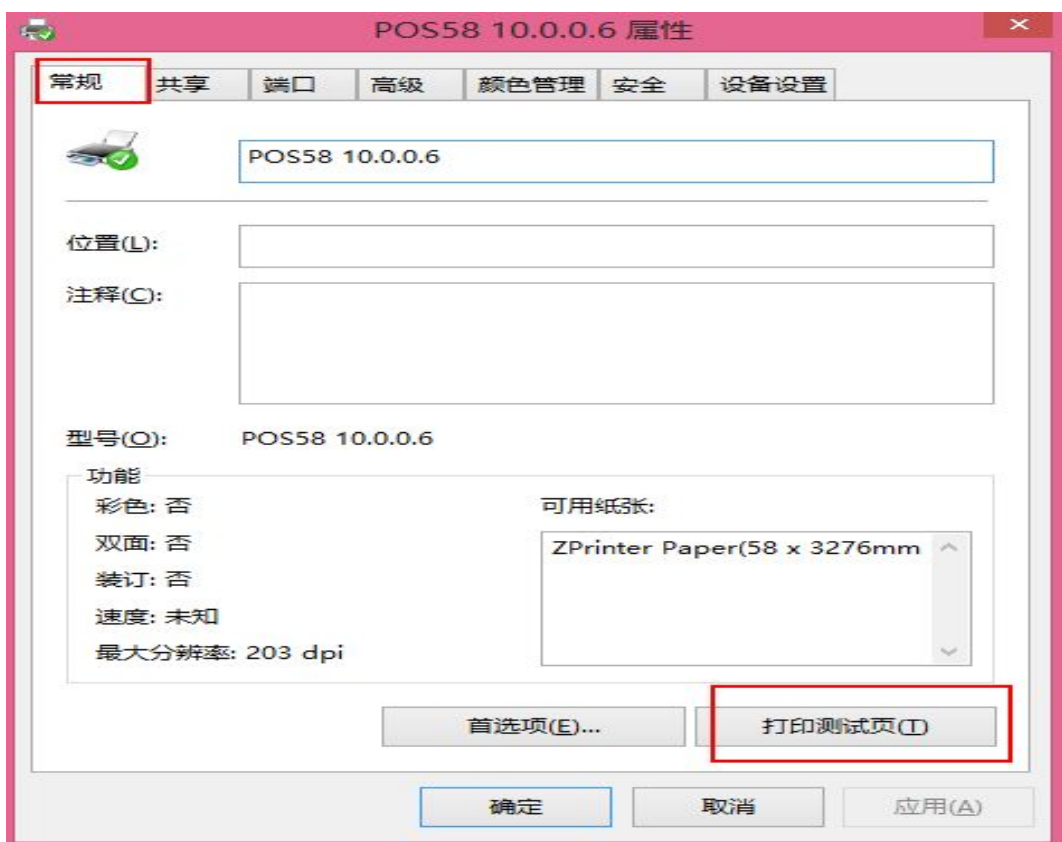 POS58 10.0.0.6 属性
常规 共享 端口 高级 颜色管理 安全 设备设置
POS58 10.0.0.6
位置(L):
注释(C):
型号(O): POS58 10.0.0.6
功能
彩色: 否 可用纸张:
双面: 否 ZPrinter Paper(58 x 3276mm
装订: 否
速度: 未知
最大分辨率: 203 dpi
首选项(E)... 打印测试页(T)
确定 取消 应用(A)